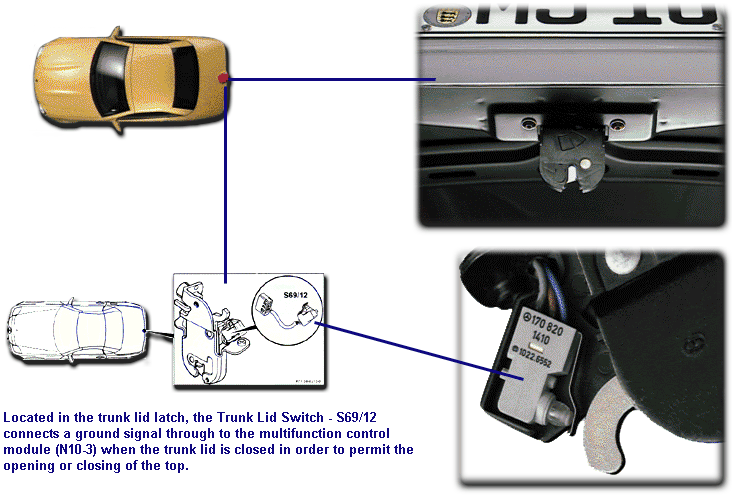 MJ 10
S69/12
170 820
1410
1022.6552
Located in the trunk lid latch, the Trunk Lid Switch - S69/12
connects a ground signal through to the multifunction control
module (N10-3) when the trunk lid is closed in order to permit the
opening or closing of the top.